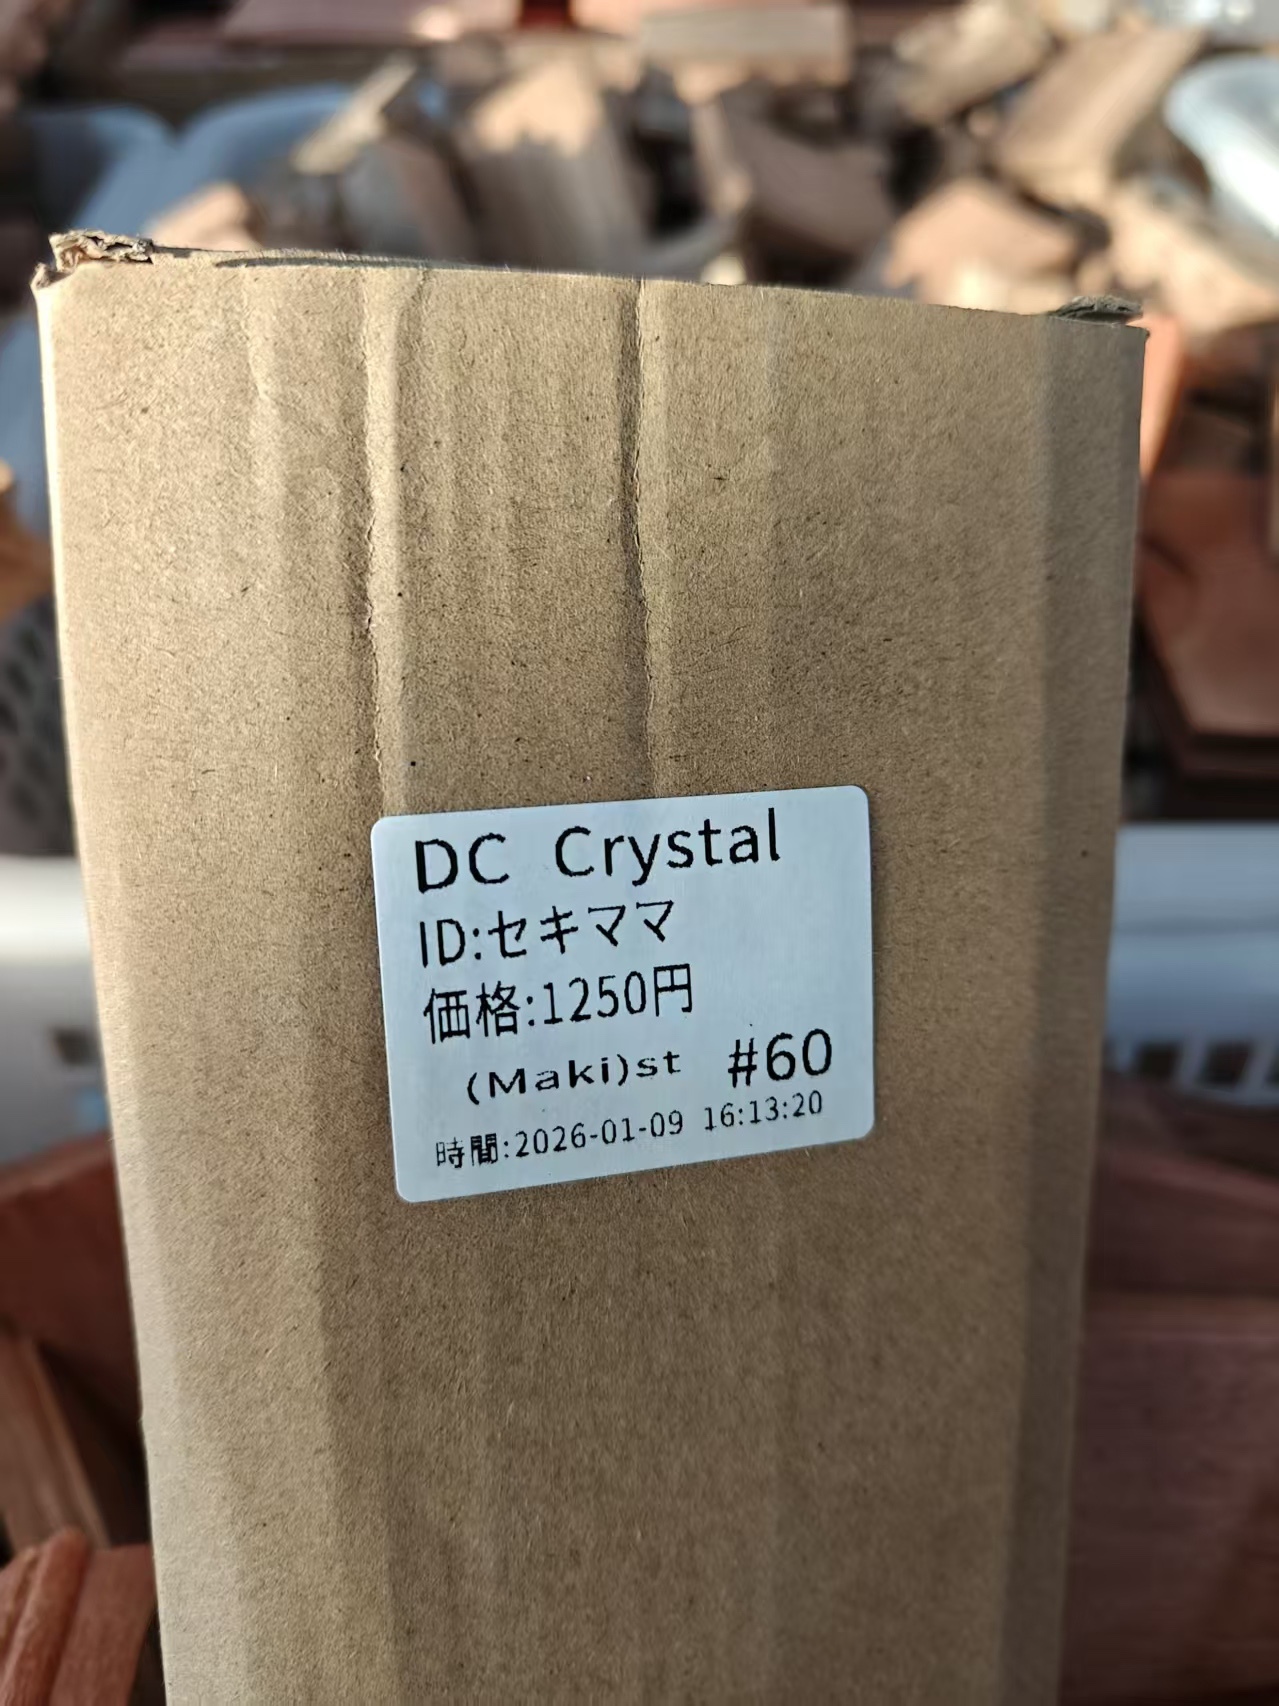 DC Crystal
ID:セキママ
価格:1250円
(Maki)st #60
時間:2026-01-09 16:13:20